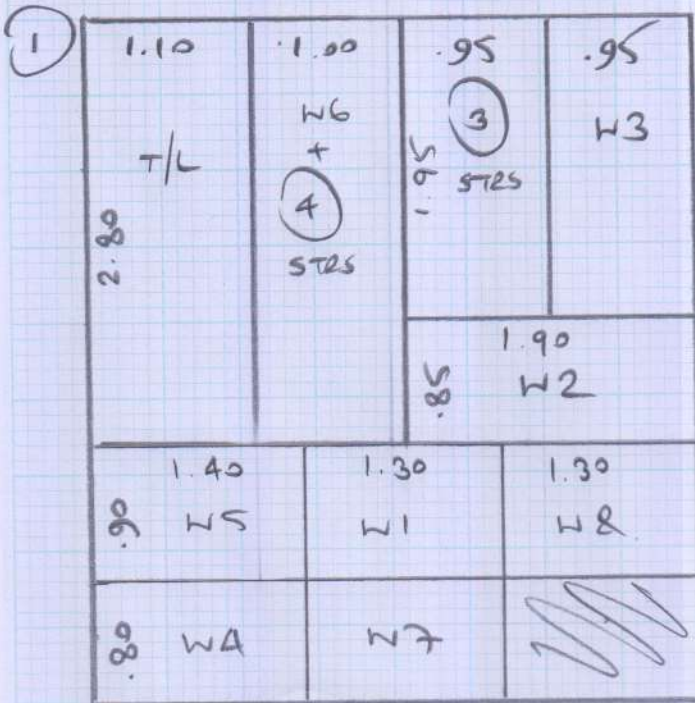 1
1.10 1.00 .95 .95
T/L W6 3 W3
+
4 STRS
STRS
2.80 1.95
1.90
.85 W2
1.40 1.30 1.30
.90 W5 W1 W8
.80 W4 W7